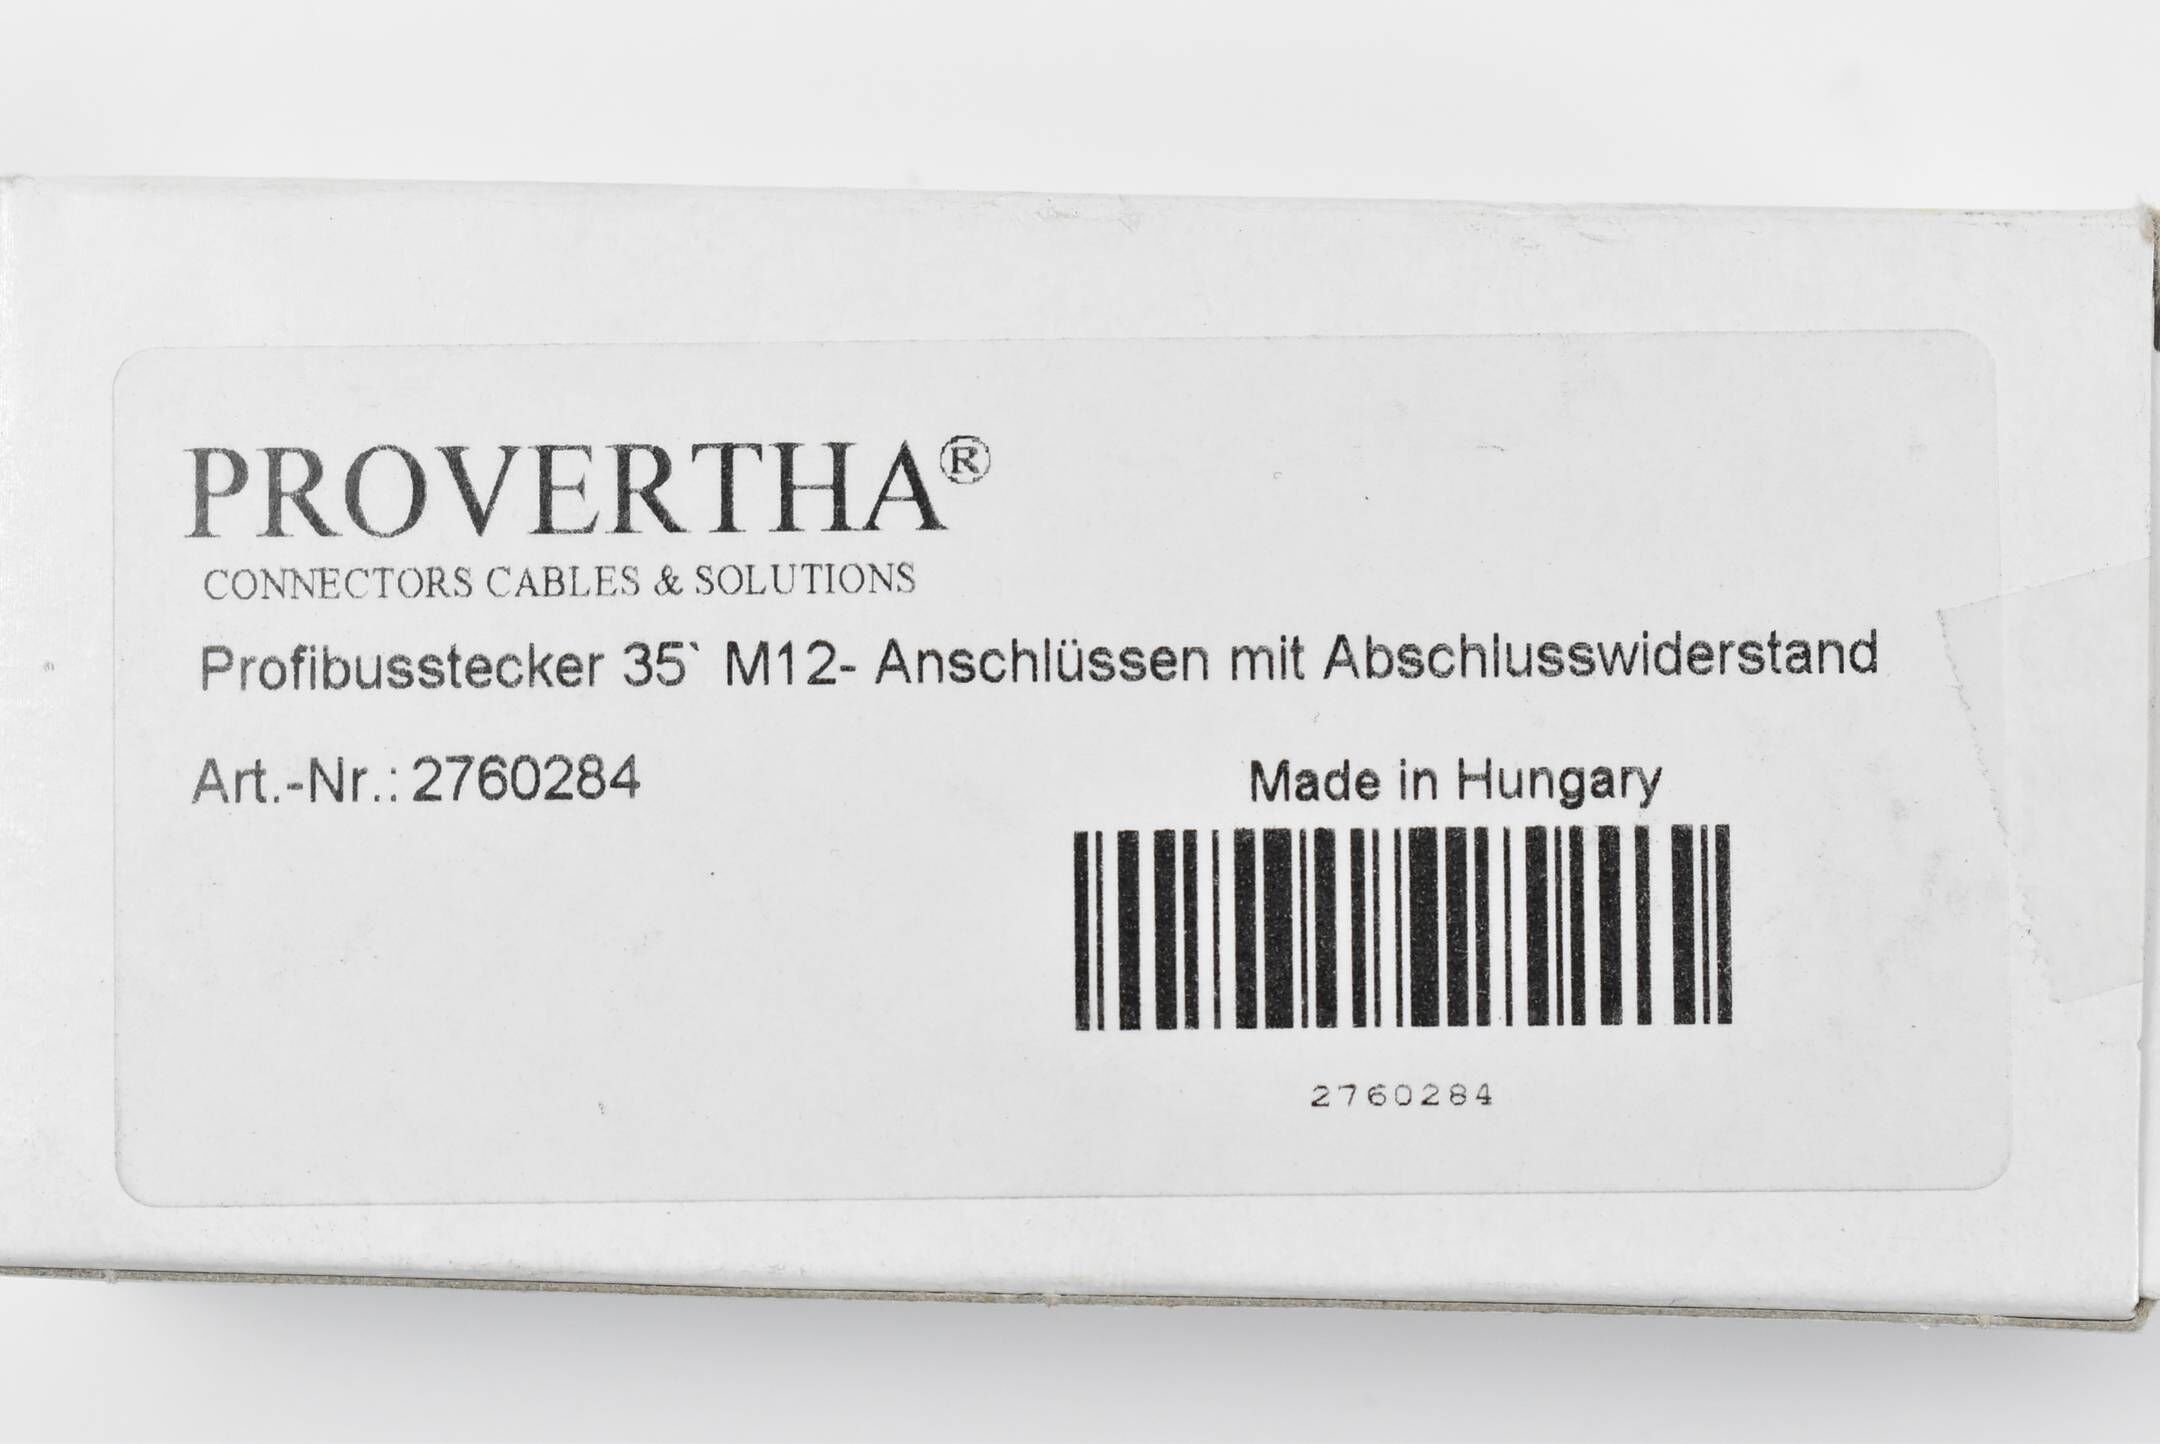 PROVERTHA®
CONNECTORS CABLES & SOLUTIONS
Profibusstecker 35` M12- Anschlüssen mit Abschlusswiderstand
Art.-Nr.: 2760284
Made in Hungary
2760284